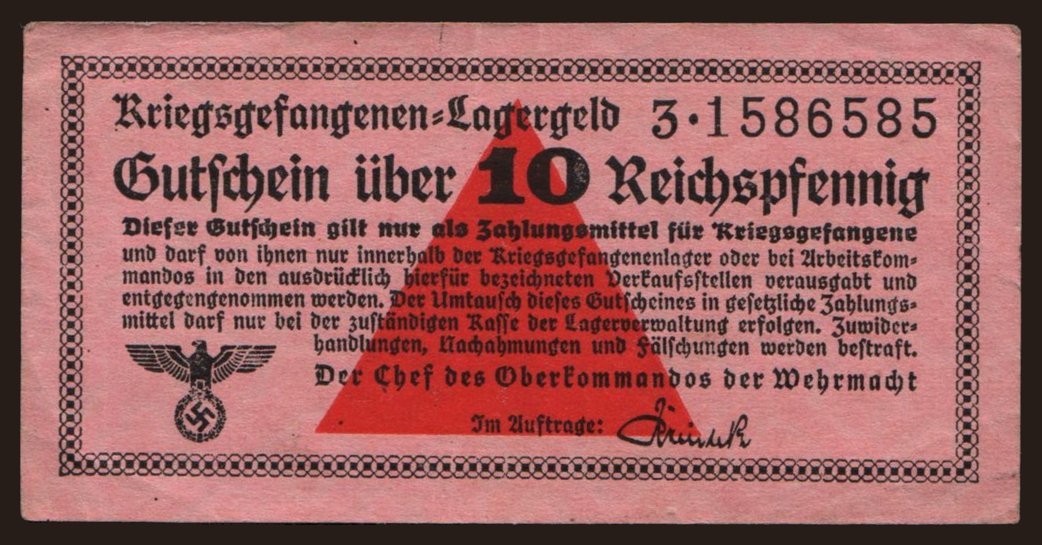 Kriegsgefangenen-Lagergeld 3·1586585
Gutschein über 10 Reichspfennig
Dieser Gutschein gilt nur als Zahlungsmittel für Kriegsgefangene
und darf von ihnen nur innerhalb der Kriegsgefangenenlager oder bei Arbeitskom-
mandos in den ausdrücklich hierfür bezeichneten Verkaufsstellen verausgabt und
entgegengenommen werden. Der Umtausch dieses Gutscheines in gesetzliche Zahlungs-
mittel darf nur bei der zuständigen Kasse der Lagerverwaltung erfolgen. Zuwider-
handlungen, Nachahmungen und Fälschungen werden bestraft.
Der Chef des Oberkommandos der Wehrmacht
Im Auftrage: